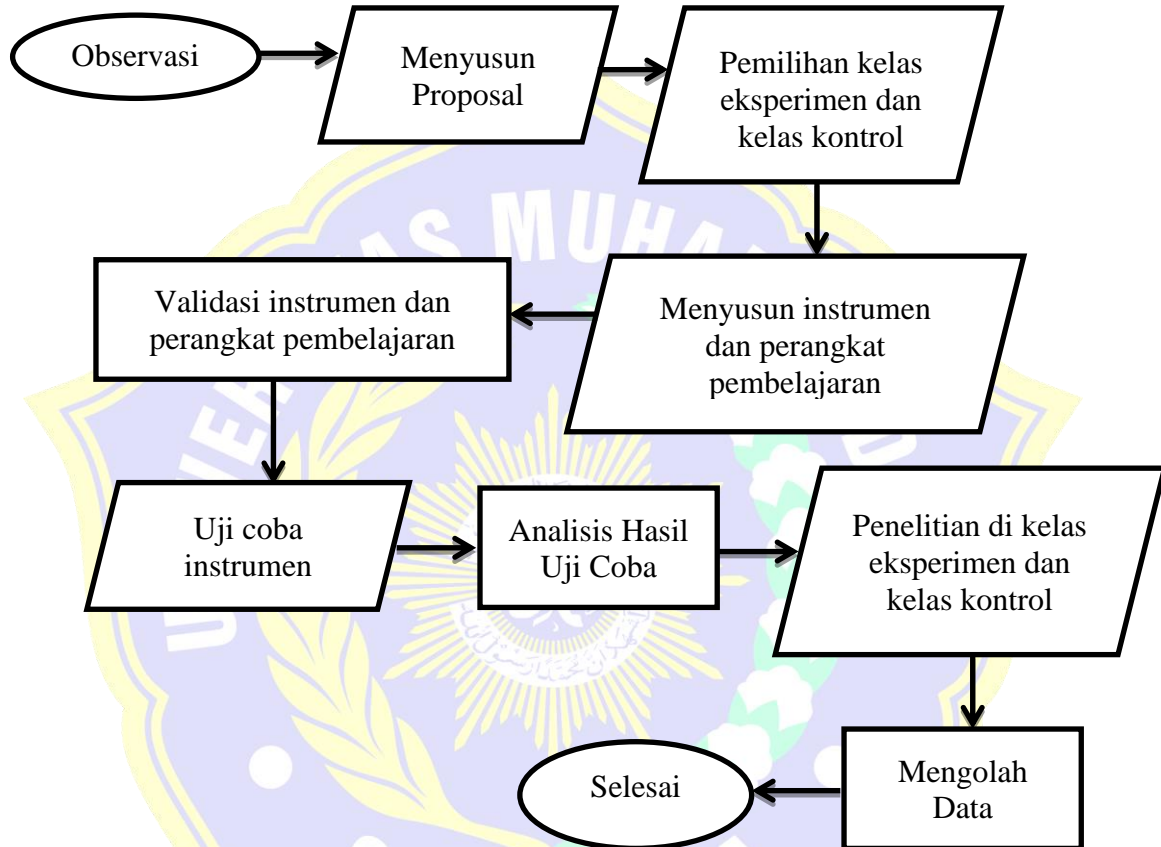 Observasi
Menyusun
Proposal
Pemilihan kelas
eksperimen dan
kelas kontrol
Menyusun instrumen
dan perangkat
pembelajaran
Validasi instrumen dan
perangkat pembelajaran
Uji coba
instrumen
Analisis Hasil
Uji Coba
Penelitian di kelas
eksperimen dan
kelas kontrol
Mengolah
Data
Selesai